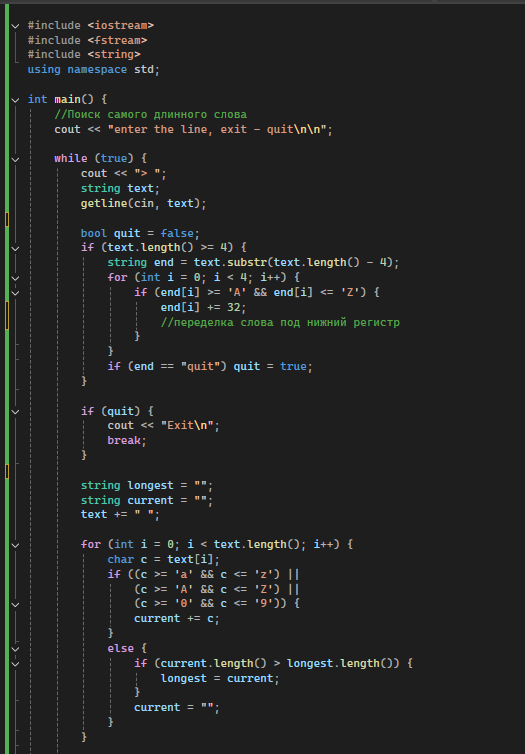 #include <iostream>
#include <fstream>
#include <string>
using namespace std;
int main() {
//Поиск самого длинного слова
cout << "enter the line, exit - quit\n\n";
while (true) {
cout << "> ";
string text;
getline(cin, text);
bool quit = false;
if (text.length() >= 4) {
string end = text.substr(text.length() - 4);
for (int i = 0; i < 4; i++) {
if (end[i] >= 'A' && end[i] <= 'Z') {
end[i] += 32;
//переделка слова под нижний регистр
}
}
if (end == "quit") quit = true;
}
if (quit) {
cout << "Exit\n";
break;
}
string longest = "";
string current = "";
text += " ";
for (int i = 0; i < text.length(); i++) {
char c = text[i];
if ((c >= 'a' && c <= 'z') ||
(c >= 'A' && c <= 'Z') ||
(c >= '0' && c <= '9')) {
current += c;
}
else {
if (current.length() > longest.length()) {
longest = current;
}
current = "";
}
}